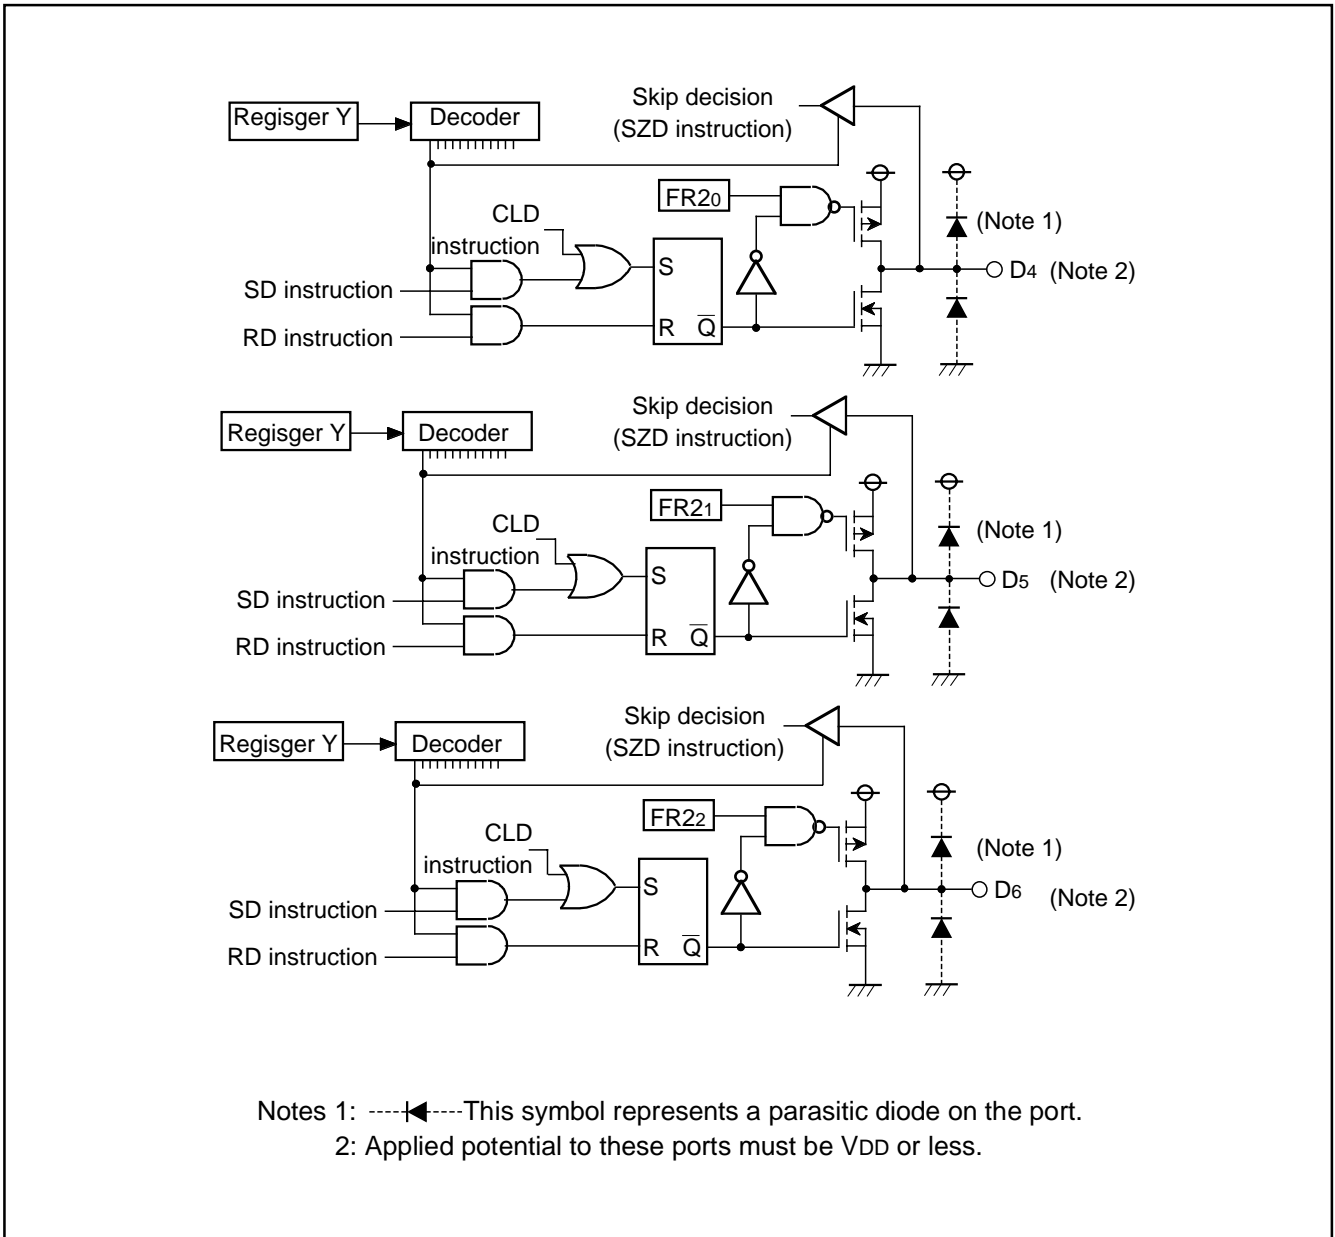 Regisger Y
Decoder
Skip decision
(SZD instruction)
FR20
CLD
instruction
SD instruction
RD instruction
S
R Q
(Note 1)
D4 (Note 2)
Regisger Y
Decoder
Skip decision
(SZD instruction)
FR21
CLD
instruction
SD instruction
RD instruction
S
R Q
(Note 1)
D5 (Note 2)
Regisger Y
Decoder
Skip decision
(SZD instruction)
FR22
CLD
instruction
SD instruction
RD instruction
S
R Q
(Note 1)
D6 (Note 2)
Notes 1: This symbol represents a parasitic diode on the port.
2: Applied potential to these ports must be VDD or less.